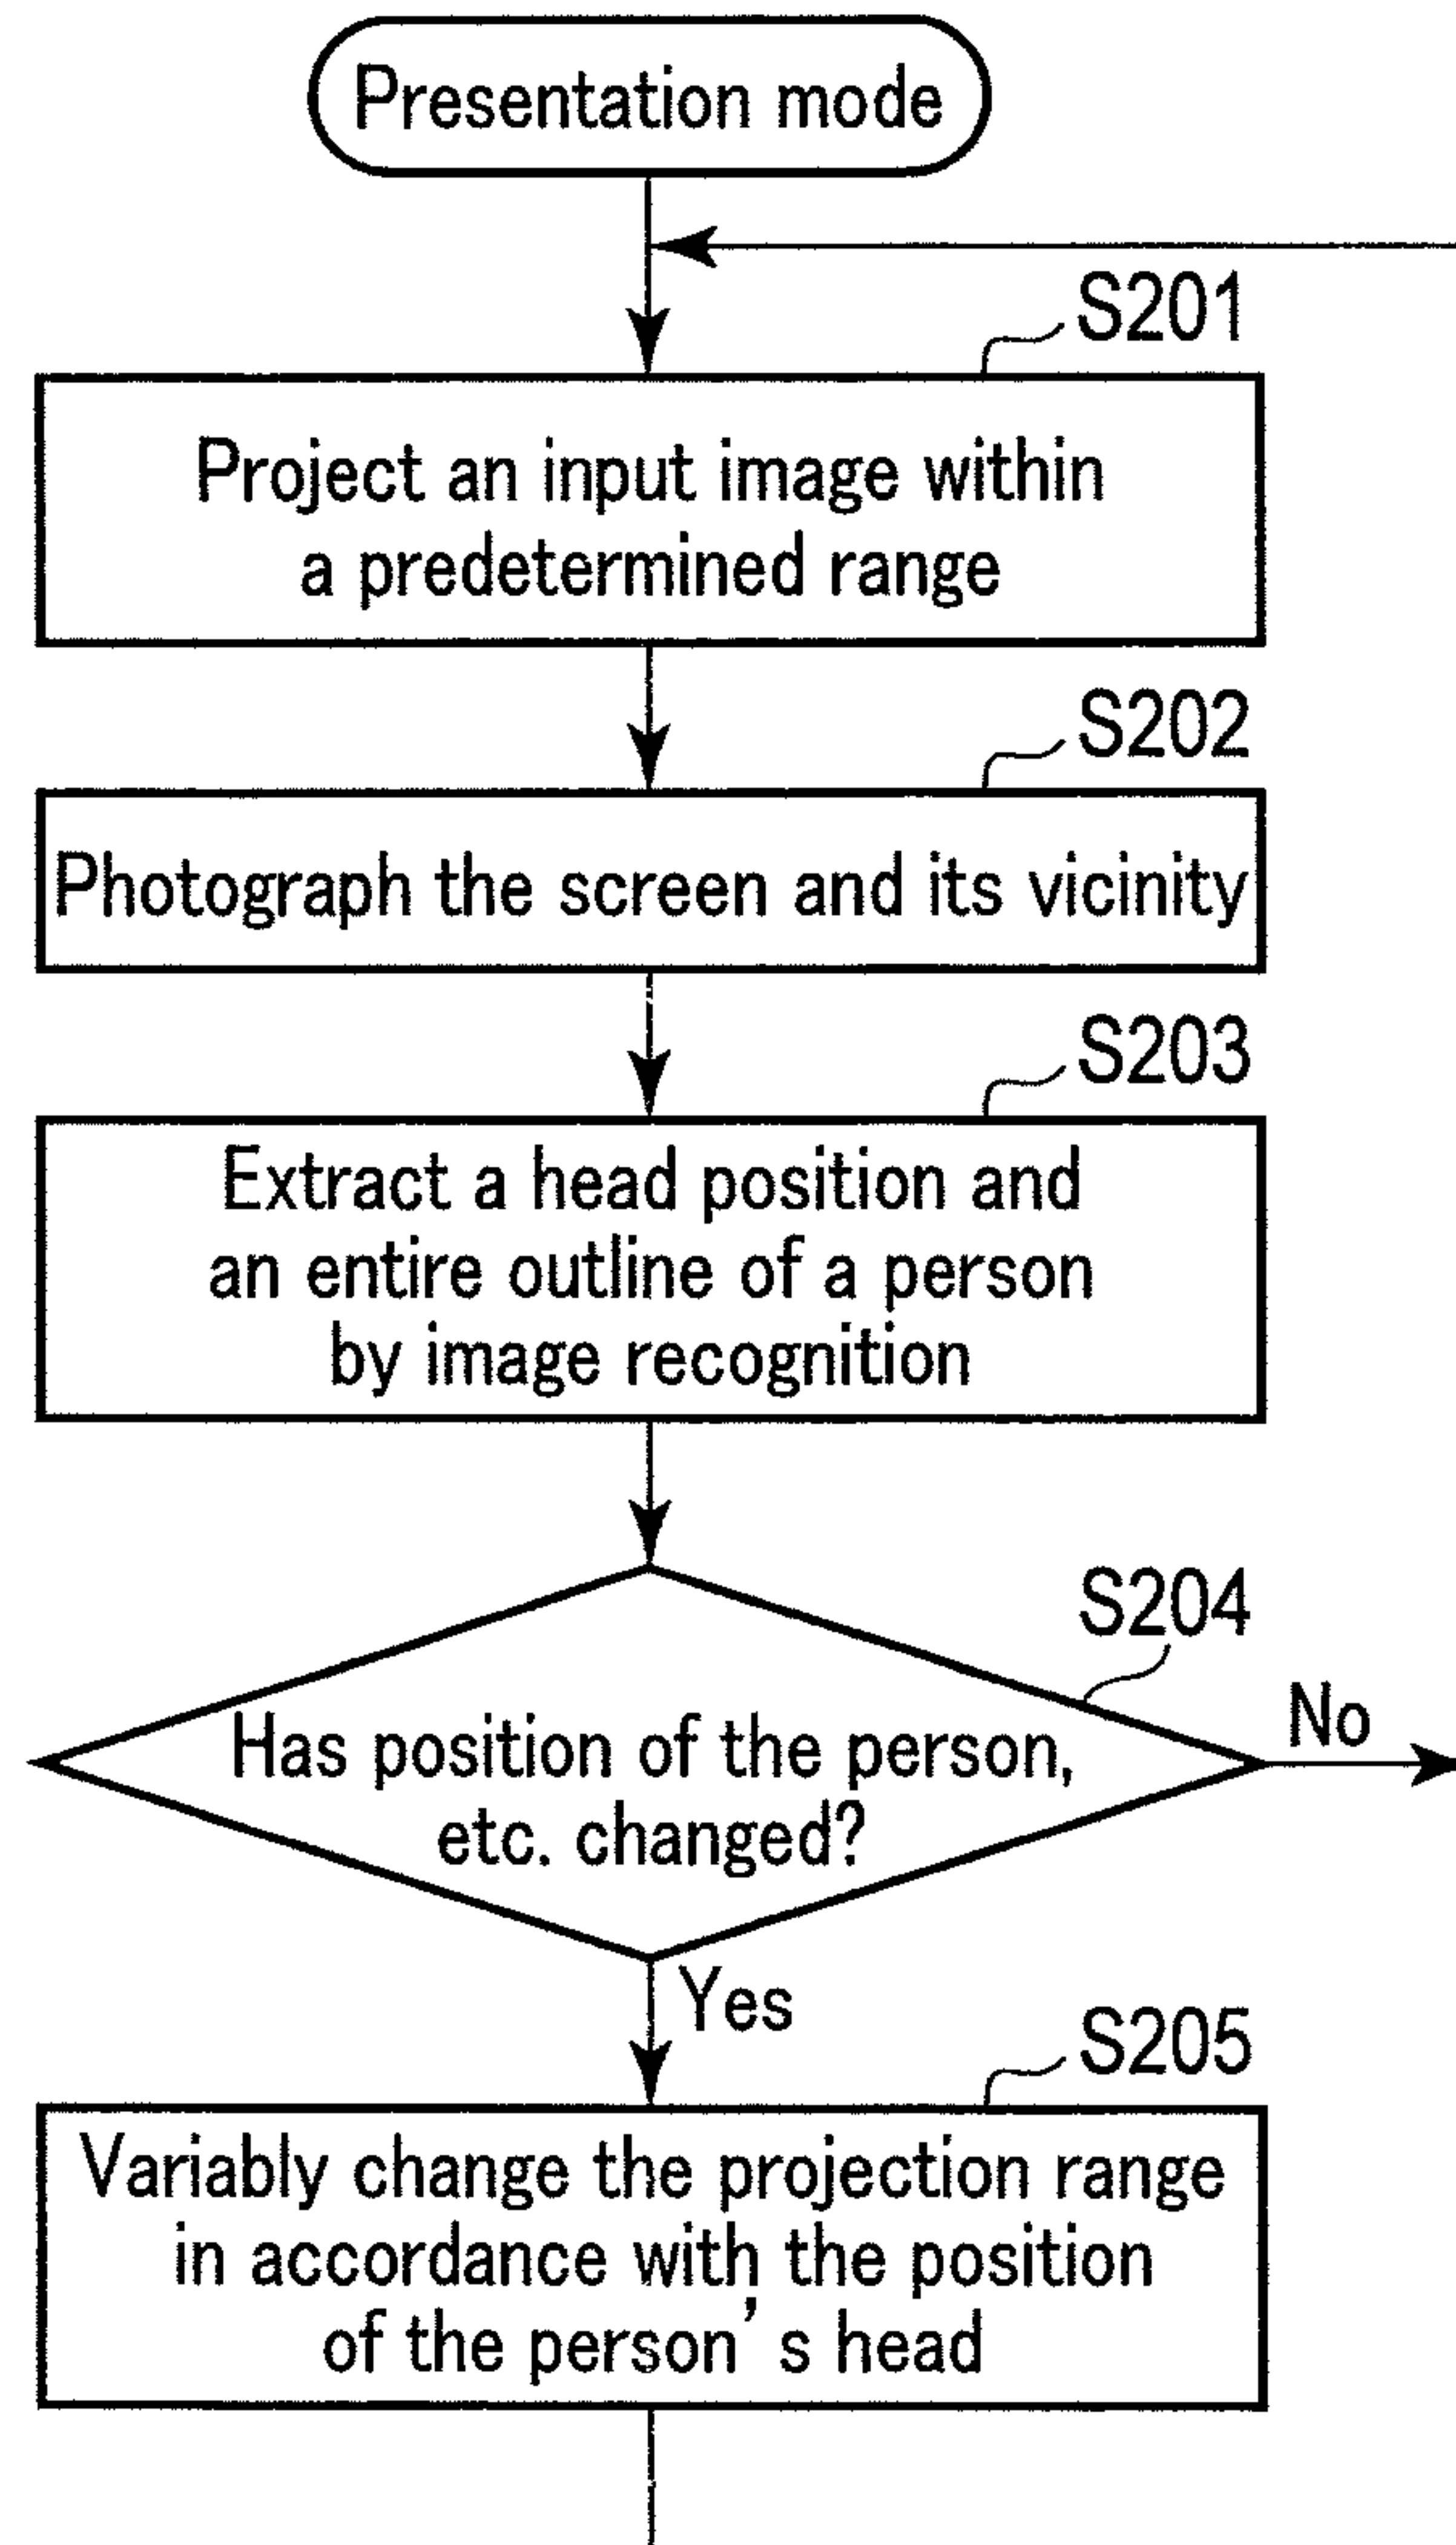 Presentation mode
S201
Project an input image within
a predetermined range
S202
Photograph the screen and its vicinity
S203
Extract a head position and
an entire outline of a person
by image recognition
S204
Has position of the person,
etc. changed?
No
Yes
S205
Variably change the projection range
in accordance with the position
of the person's head